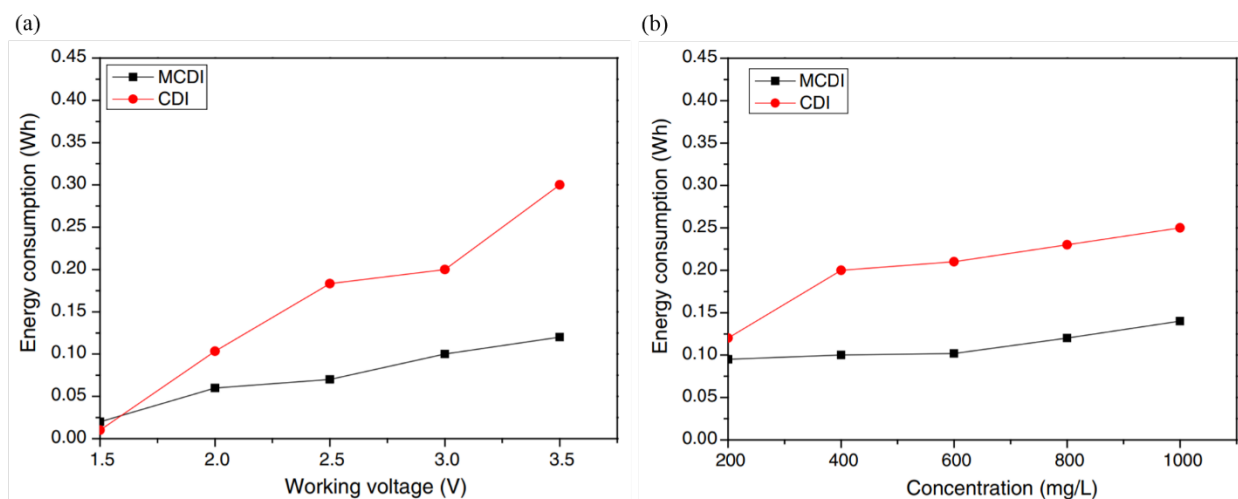 (a)
MCDI
CDI
Energy consumption (Wh)
0.45
0.40
0.35
0.30
0.25
0.20
0.15
0.10
0.05
0.00
1.5 2.0 2.5 3.0 3.5
Working voltage (V)
(b)
MCDI
CDI
Energy consumption (Wh)
0.45
0.40
0.35
0.30
0.25
0.20
0.15
0.10
0.05
0.00
200 400 600 800 1000
Concentration (mg/L)